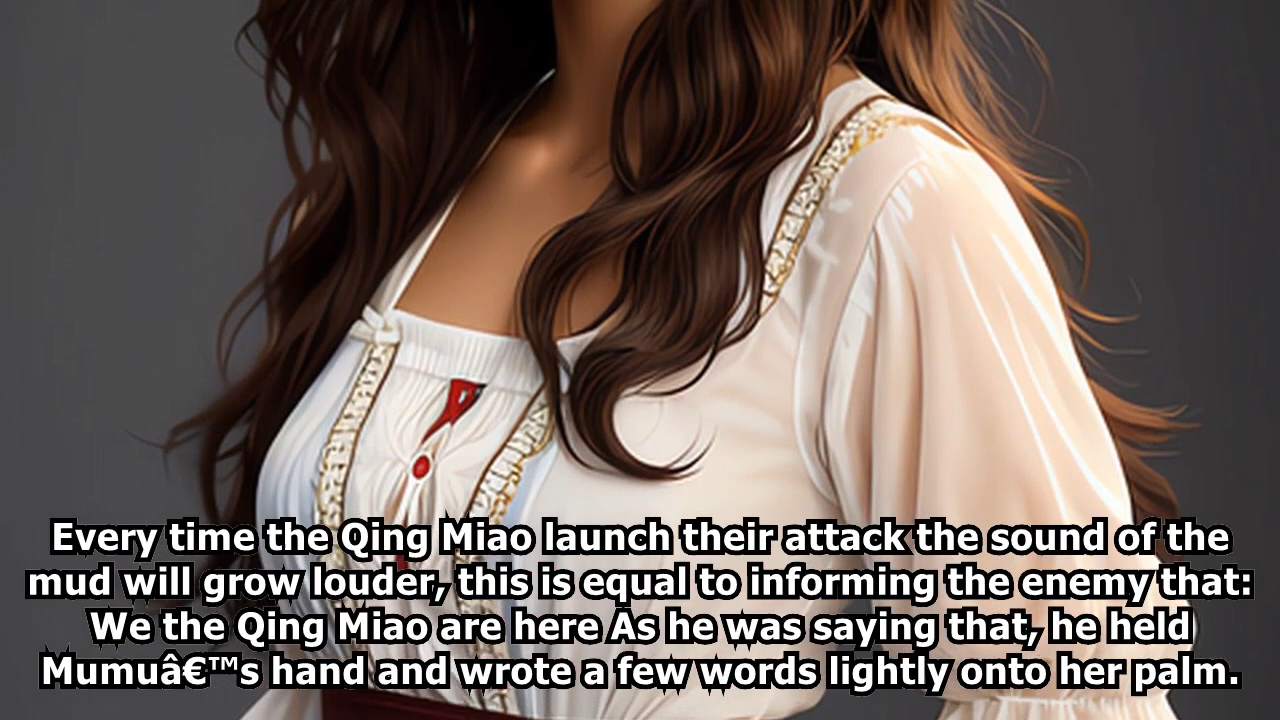 Every time the Qing Miao launch their attack the sound of the
mud will grow louder, this is equal to informing the enemy that:
We the Qing Miao are here As he was saying that, he held
Mumuâ€™s hand and wrote a few words lightly onto her palm.